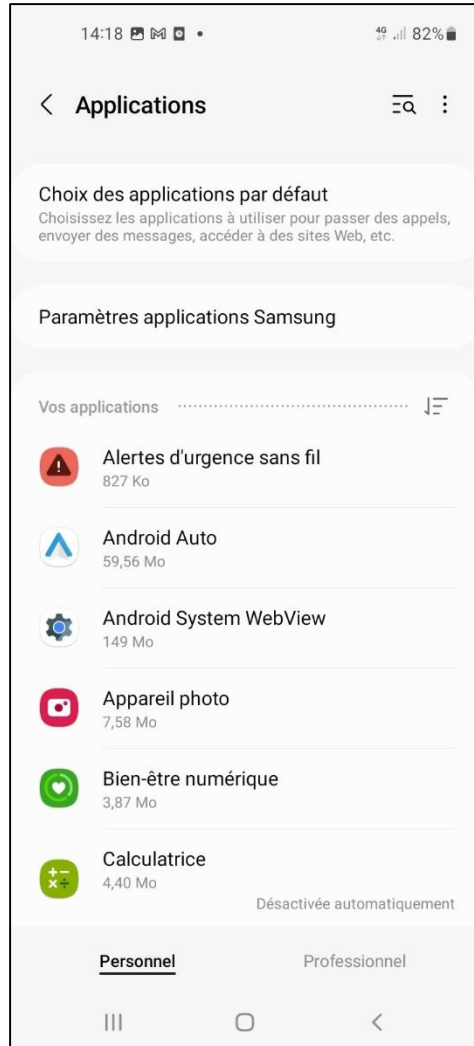 14:18
4G 82%
Applications
Choix des applications par défaut
Choisissez les applications à utiliser pour passer des appels,
envoyer des messages, accéder à des sites Web, etc.
Paramètres applications Samsung
Vos applications
Alertes d'urgence sans fil
827 Ko
Android Auto
59,56 Mo
Android System WebView
149 Mo
Appareil photo
7,58 Mo
Bien-être numérique
3,87 Mo
Calculatrice
4,40 Mo
Désactivée automatiquement
Personnel Professionnel